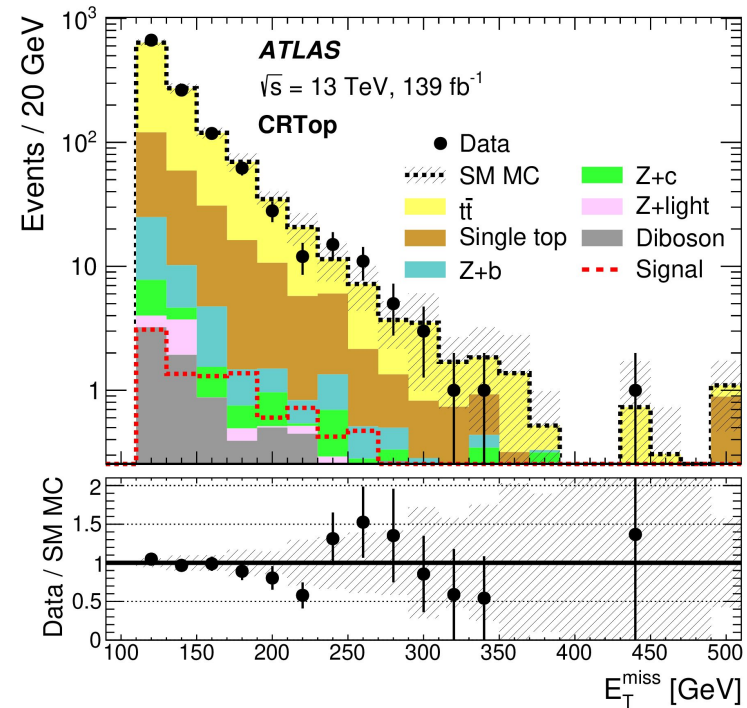 Events / 20 GeV
10³
10²
10
1
ATLAS
√s = 13 TeV, 139 fb⁻¹
CRTop
Data
SM MC
tt̄
Single top
Z+b
Z+c
Z+light
Diboson
Signal
Data / SM MC
2
1.5
1
0.5
0
100 150 200 250 300 350 400 450 500
E_T^miss [GeV]